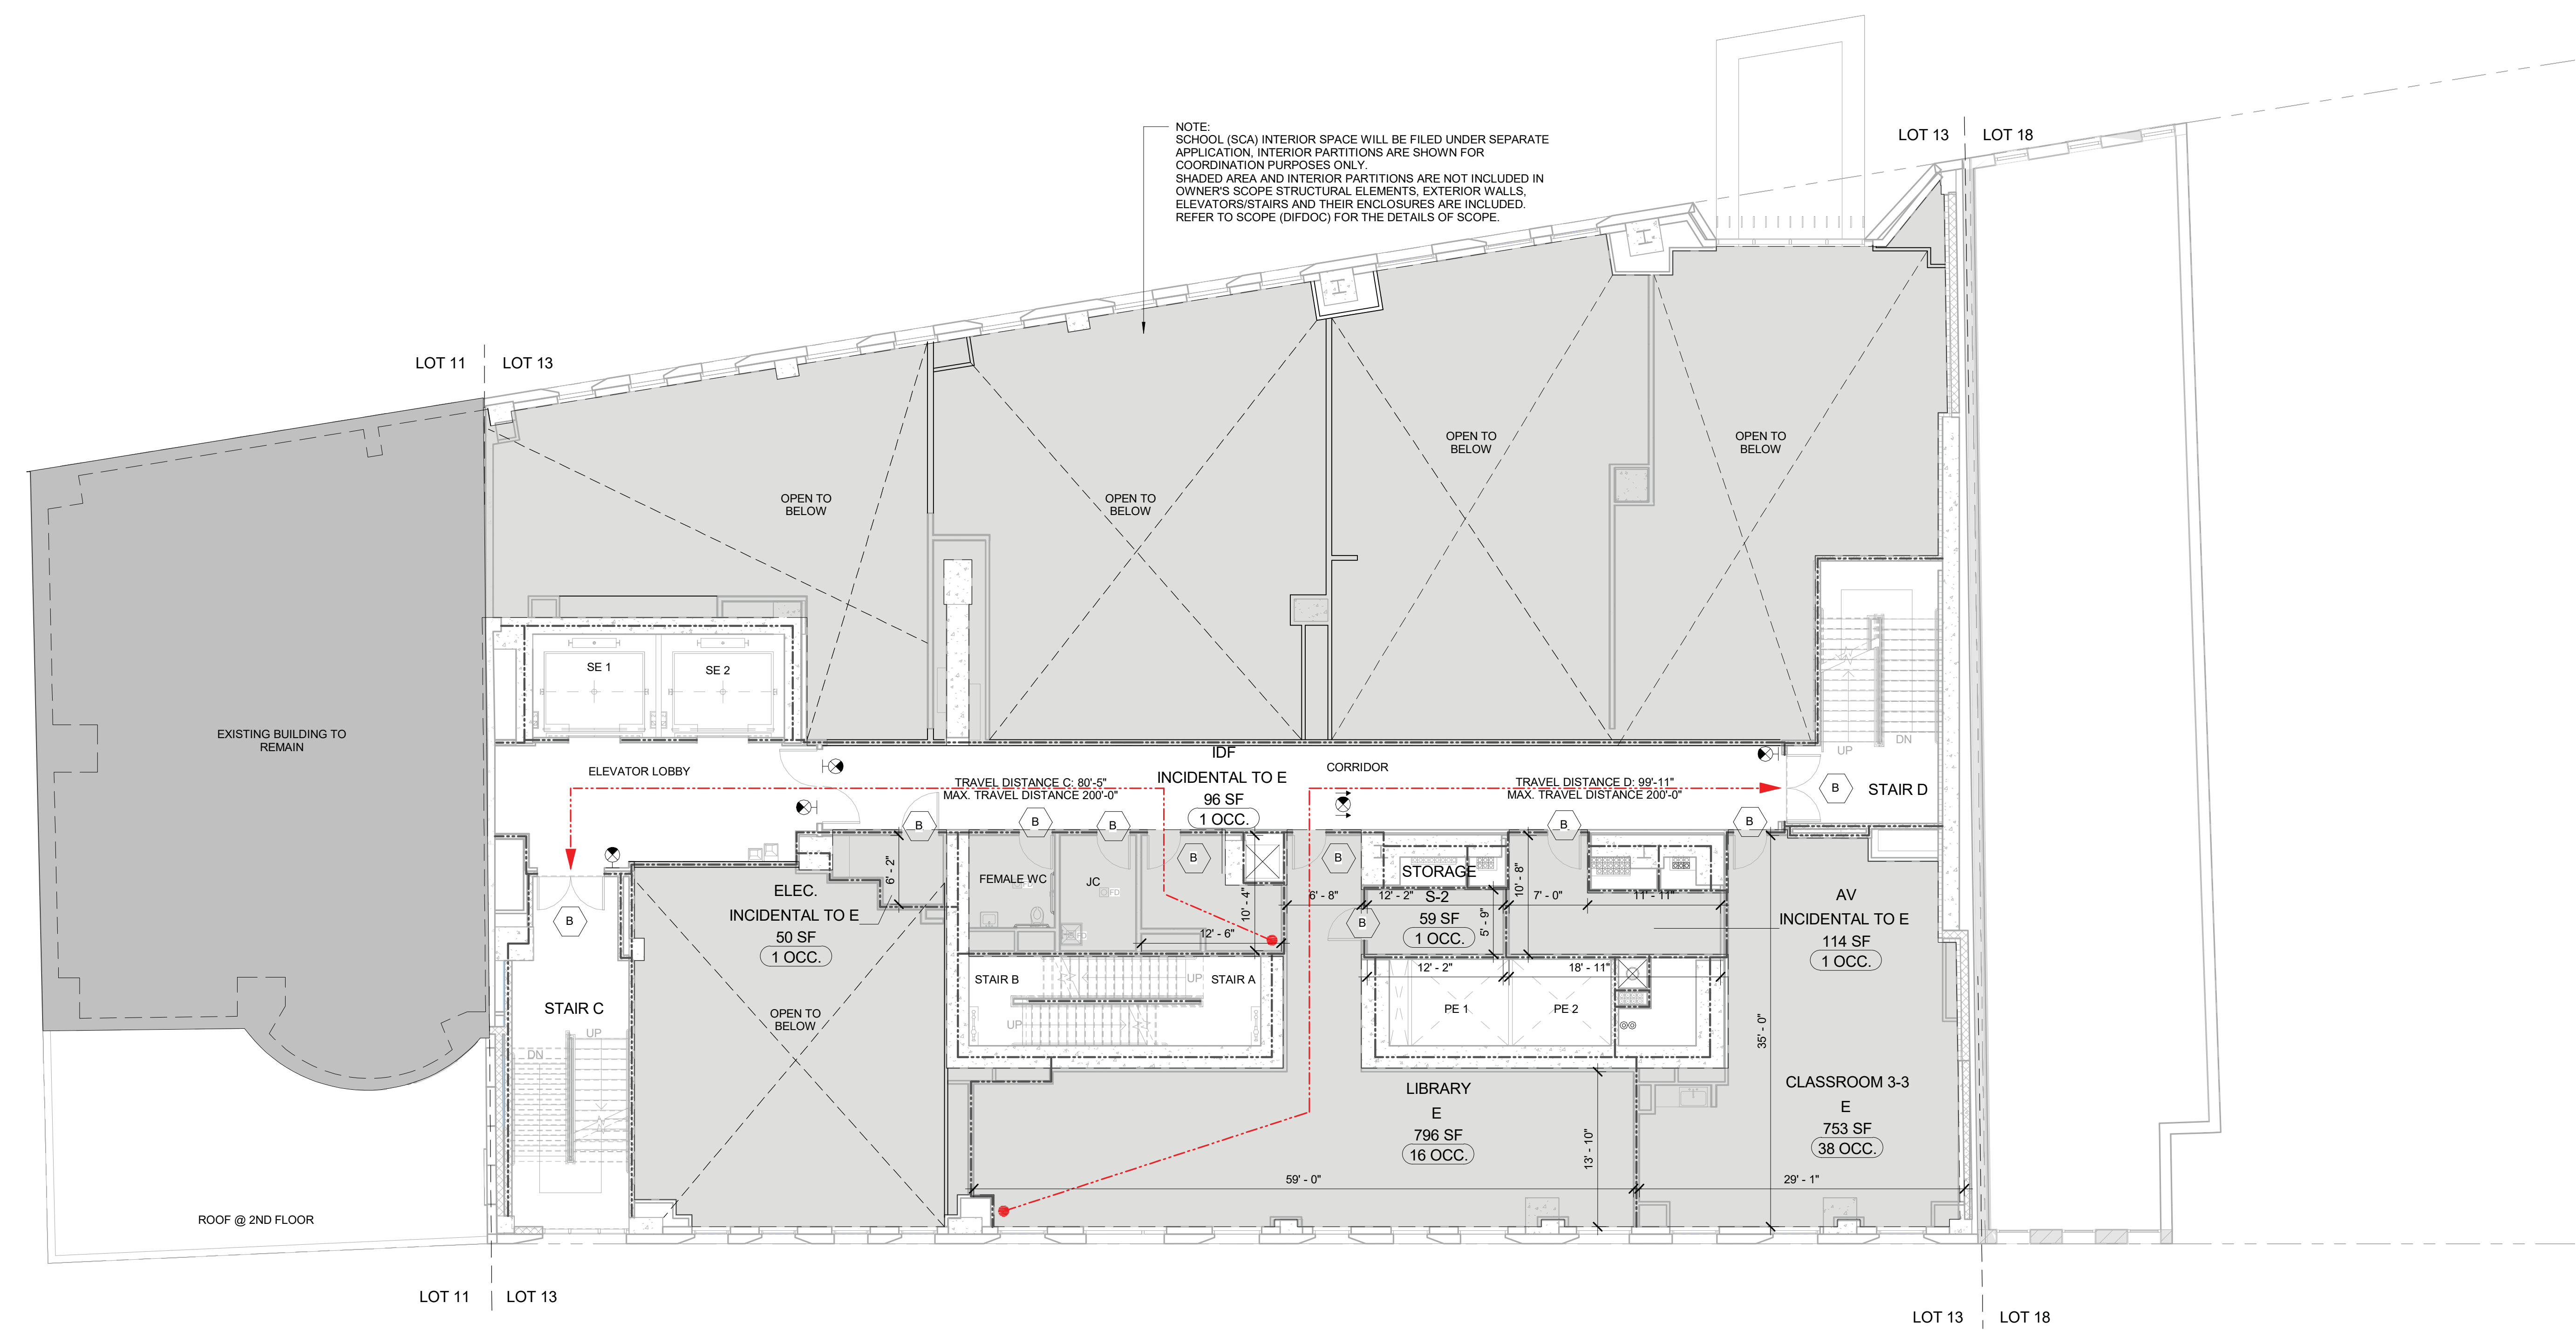 NOTE:
SCHOOL (SCA) INTERIOR SPACE WILL BE FILED UNDER SEPARATE
APPLICATION, INTERIOR PARTITIONS ARE SHOWN FOR
COORDINATION PURPOSES ONLY.
SHADED AREA AND INTERIOR PARTITIONS ARE NOT INCLUDED IN
OWNER'S SCOPE STRUCTURAL ELEMENTS, EXTERIOR WALLS,
ELEVATORS/STAIRS AND THEIR ENCLOSURES ARE INCLUDED.
REFER TO SCOPE (DIFDOC) FOR THE DETAILS OF SCOPE.
LOT 13
LOT 18
LOT 11
LOT 13
OPEN TO
BELOW
OPEN TO
BELOW
OPEN TO
BELOW
OPEN TO
BELOW
SE 1
SE 2
EXISTING BUILDING TO
REMAIN
ELEVATOR LOBBY
IDF
INCIDENTAL TO E
96 SF
1 OCC.
CORRIDOR
TRAVEL DISTANCE C: 80'-5"
MAX. TRAVEL DISTANCE 200'-0"
TRAVEL DISTANCE D: 99'-11"
MAX. TRAVEL DISTANCE 200'-0"
UP
DN
B
STAIR D
B
B
B
B
B
B
B
B
B
6' - 2"
FEMALE WC
FD
JC
FD
FD
10' - 4"
12' - 6"
6' - 8"
12' - 2"
STORAGE
S-2
59 SF
1 OCC.
5' - 9"
10' - 8"
7' - 0"
11' - 11"
AV
INCIDENTAL TO E
114 SF
1 OCC.
ELEC.
INCIDENTAL TO E
50 SF
1 OCC.
B
STAIR C
UP
DN
OPEN TO
BELOW
STAIR B
UP
STAIR A
UP
12' - 2"
18' - 11"
PE 1
PE 2
35' - 0"
LIBRARY
E
796 SF
16 OCC.
13' - 10"
59' - 0"
CLASSROOM 3-3
E
753 SF
38 OCC.
29' - 1"
ROOF @ 2ND FLOOR
LOT 11
LOT 13
LOT 13
LOT 18